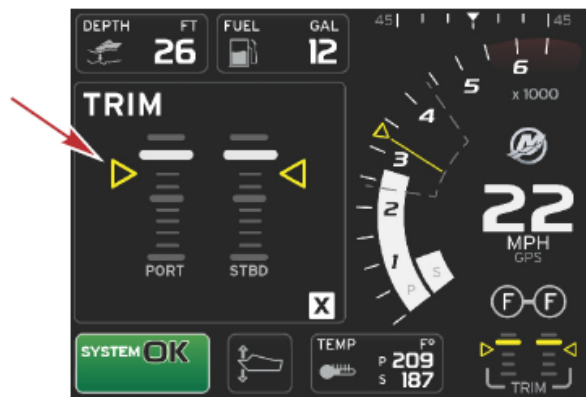 DEPTH FT
26
FUEL GAL
12
45 45
TRIM
PORT STBD
X
6
5
4
3
2
1
P S
x 1000
22
MPH
GPS
F F
SYSTEM OK
TEMP F°
P 209
S 187
TRIM